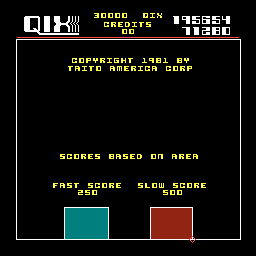 QIX
30000 QIX
CREDITS
00
195654
71280
COPYRIGHT 1981 BY
TAITO AMERICA CORP
SCORES BASED ON AREA
FAST SCORE SLOW SCORE
250 500